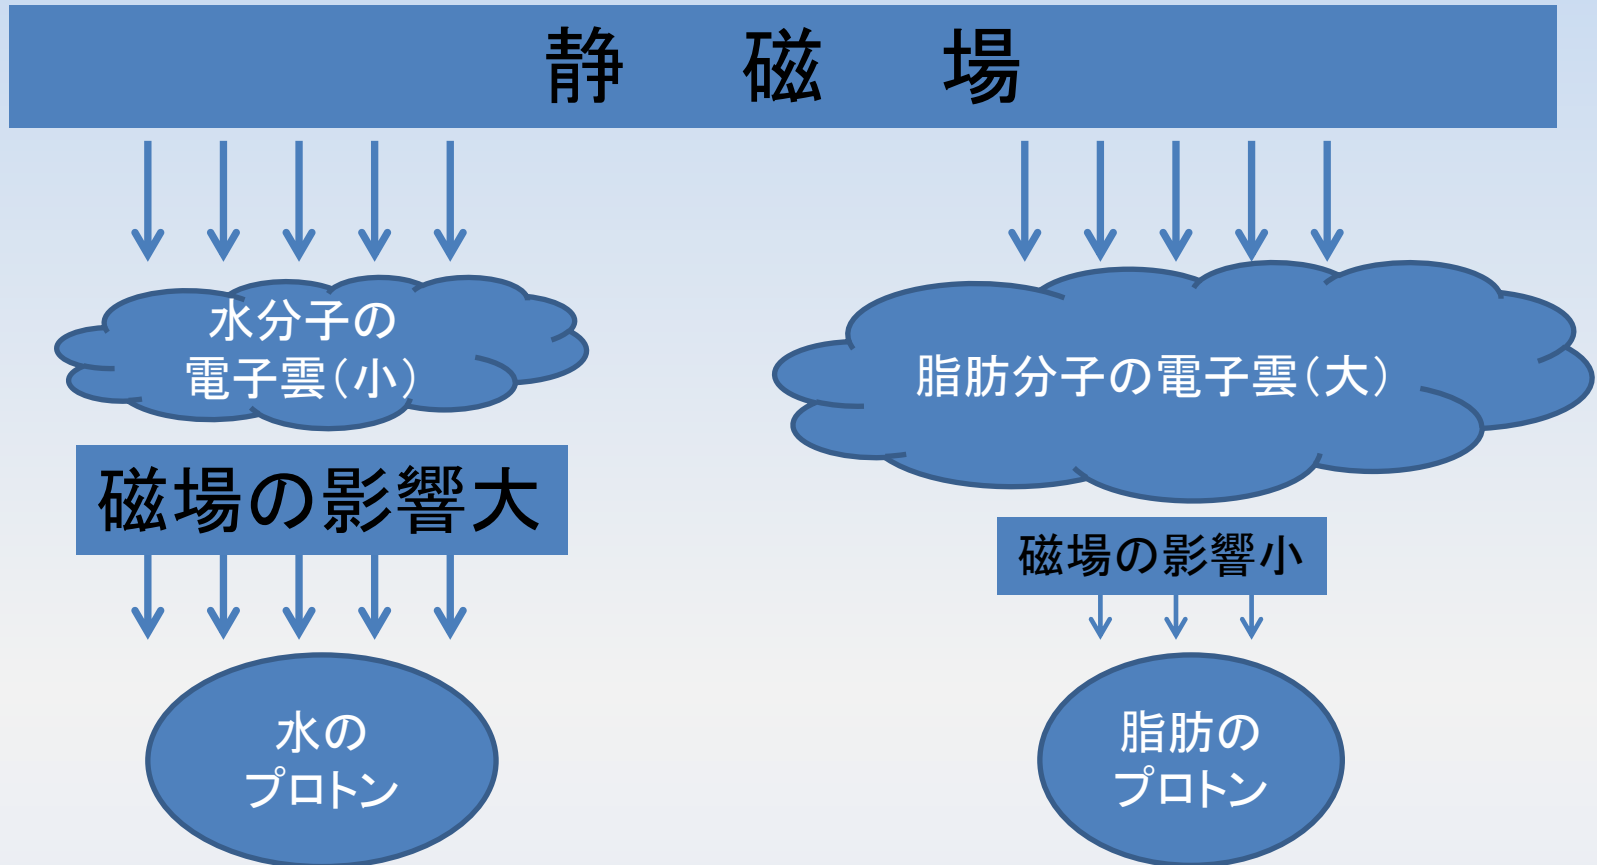 静 磁 場
水分子の
電子雲(小)
脂肪分子の電子雲(大)
磁場の影響大
磁場の影響小
水の
プロトン
脂肪の
プロトン